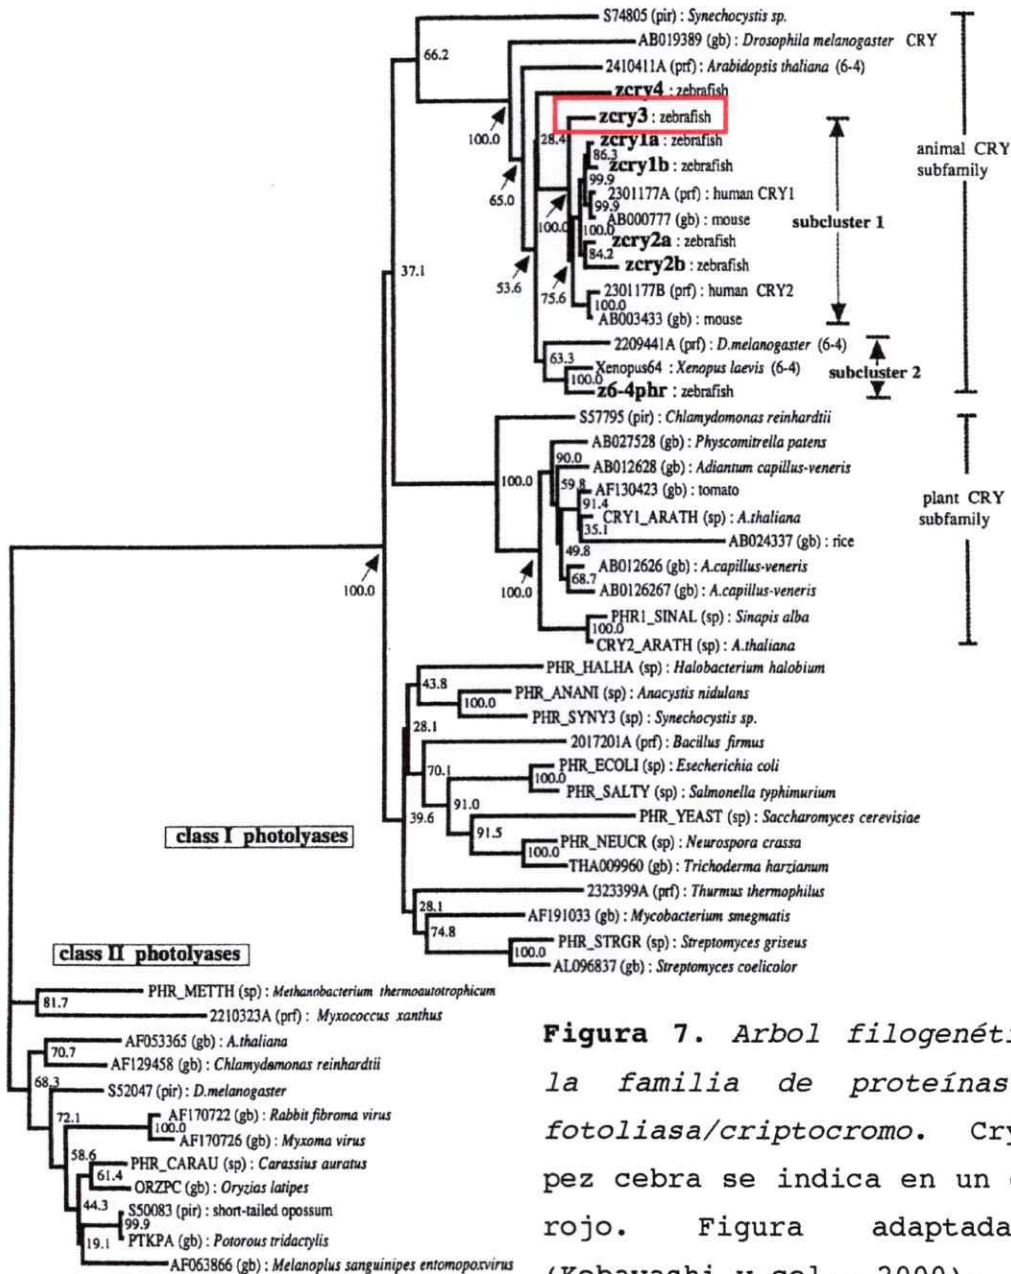 S74805 (pir) : Synechocystis sp.
AB019389 (gb) : Drosophila melanogaster CRY
66.2
2410411A (prf) : Arabidopsis thaliana (6-4)
zcry4 : zebrafish
zcry3 : zebrafish
100.0
28.4
zcry1a : zebrafish
86.3
zcry1b : zebrafish
99.9
65.0
2301177A (prf) : human CRY1
99.9
AB000777 (gb) : mouse
100.0
100.0
zcry2a : zebrafish
84.2
zcry2b : zebrafish
53.6
75.6
2301177B (prf) : human CRY2
100.0
AB003433 (gb) : mouse
subcluster 1
animal CRY
subfamily
37.1
2209441A (prf) : D.melanogaster (6-4)
63.3
Xenopus64 : Xenopus laevis (6-4)
100.0
z6-4phr : zebrafish
subcluster 2
S57795 (pir) : Chlamydomonas reinhardtii
AB027528 (gb) : Physcomitrella patens
90.0
100.0
AB012628 (gb) : Adiantum capillus-veneris
59.8
AF130423 (gb) : tomato
91.4
CRY1_ARATH (sp) : A.thaliana
35.1
AB024337 (gb) : rice
49.8
AB012626 (gb) : A.capillus-veneris
68.7
AB0126267 (gb) : A.capillus-veneris
100.0
100.0
PHR1_SINAL (sp) : Sinapis alba
100.0
CRY2_ARATH (sp) : A.thaliana
plant CRY
subfamily
PHR_HALHA (sp) : Halobacterium halobium
43.8
PHR_ANANI (sp) : Anacystis nidulans
100.0
PHR_SYNY3 (sp) : Synechocystis sp.
28.1
2017201A (prf) : Bacillus firmus
70.1
PHR_ECOLI (sp) : Esecherichia coli
100.0
PHR_SALTY (sp) : Salmonella typhimurium
91.0
39.6
PHR_YEAST (sp) : Saccharomyces cerevisiae
91.5
PHR_NEUCR (sp) : Neurospora crassa
100.0
THA009960 (gb) : Trichoderma harzianum
class I photolyases
2323399A (prf) : Thurmus thermophilus
28.1
AF191033 (gb) : Mycobacterium smegmatis
74.8
PHR_STRGR (sp) : Streptomyces griseus
100.0
AL096837 (gb) : Streptomyces coelicolor
class II photolyases
PHR_METTH (sp) : Methanobacterium thermoautotrophicum
81.7
2210323A (prf) : Myxococcus xanthus
AF053365 (gb) : A.thaliana
70.7
AF129458 (gb) : Chlamydomonas reinhardtii
68.3
S52047 (pir) : D.melanogaster
72.1
AF170722 (gb) : Rabbit fibroma virus
100.0
AF170726 (gb) : Myxoma virus
58.6
PHR_CARAU (sp) : Carassius auratus
61.4
ORZPC (gb) : Oryzias latipes
44.3
S50083 (pir) : short-tailed opossum
99.9
PTKPA (gb) : Potorous tridactylis
19.1
AF063866 (gb) : Melanoplus sanguinipes entomopoxvirus
Figura 7. Arbol filogenéti
la familia de proteínas
fotoliasa/criptocromo. Cry
pez cebra se indica en un
rojo. Figura adaptada
(Kobayashi y col., 2000).